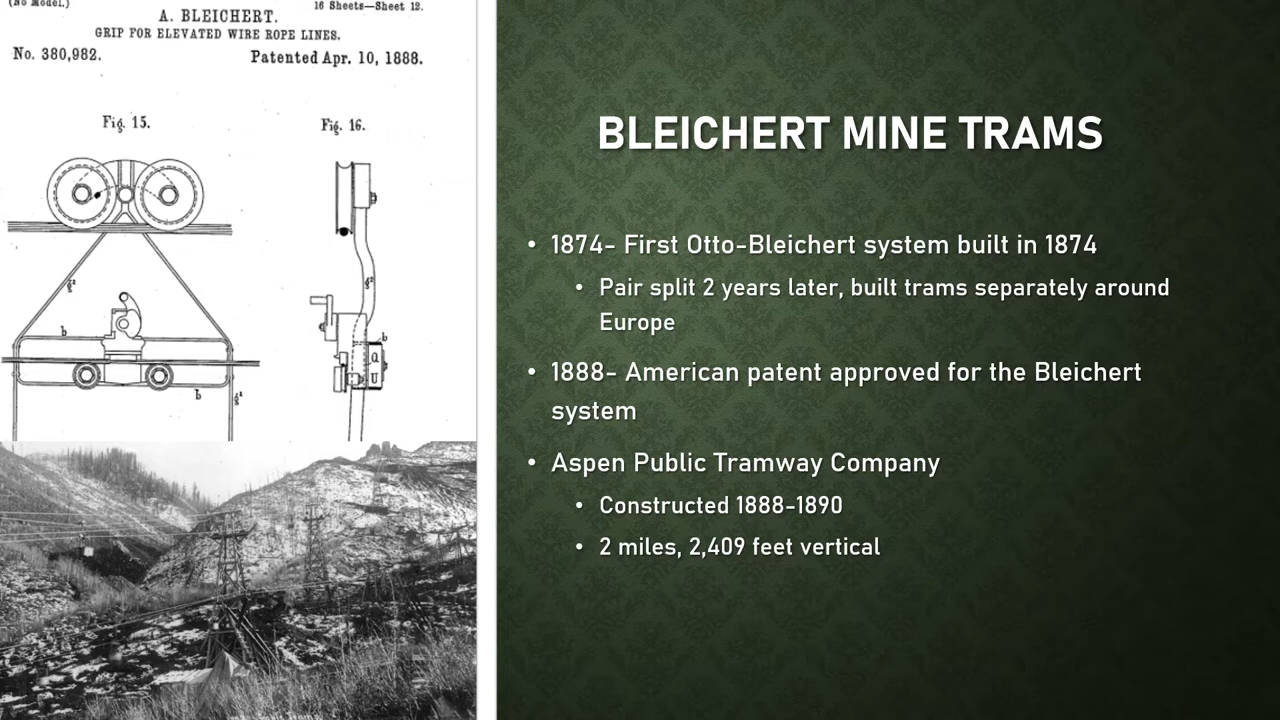 (No Model.)
16 Sheets—Sheet 12.
A. BLEICHERT.
GRIP FOR ELEVATED WIRE ROPE LINES.
No. 380,982.
Patented Apr. 10, 1888.
Fig. 15.
Fig. 16.
b
b
b
BLEICHERT MINE TRAMS
• 1874- First Otto-Bleichert system built in 1874
• Pair split 2 years later, built trams separately around
Europe
• 1888- American patent approved for the Bleichert
system
• Aspen Public Tramway Company
• Constructed 1888-1890
• 2 miles, 2,409 feet vertical